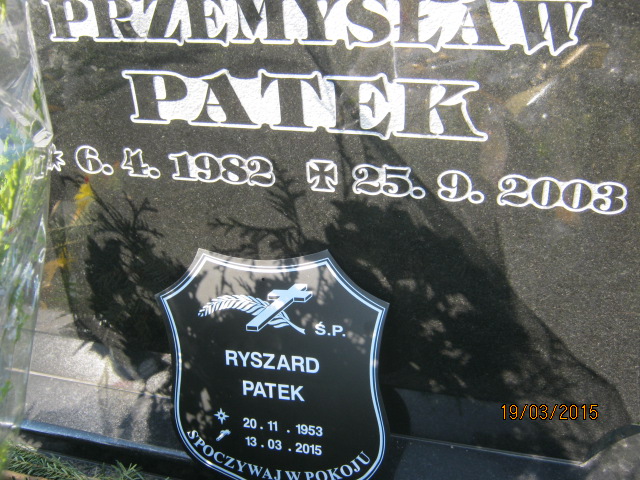 PRZEMYSŁAW
PATEK
* 6. 4. 1982 ✠ 25. 9. 2003
Ś.P.
RYSZARD
PATEK
20 . 11 . 1953
13 . 03 . 2015
SPOCZYWAJ W POKOJU
19/03/2015